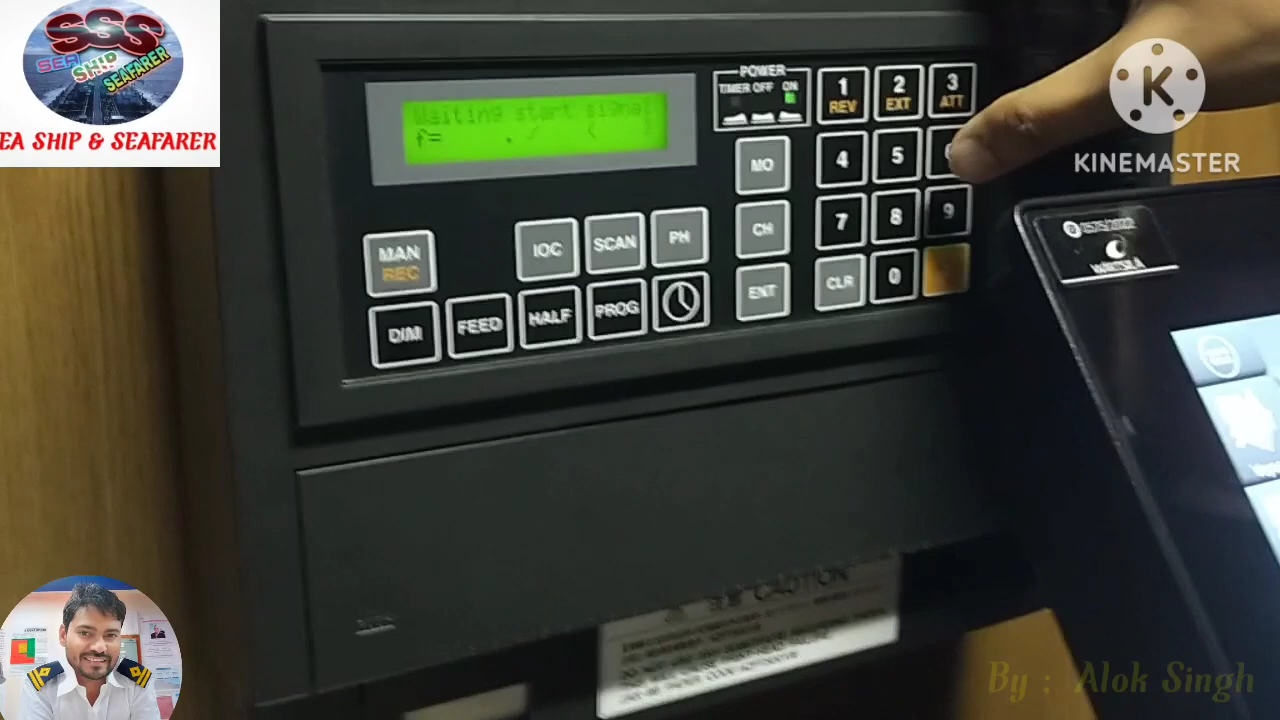 SSS
SEA
SHIP
SEAFARER
EA SHIP & SEAFARER
Waiting start signal
f=     . / (     )
POWER
TIMER OFF ON
1 REV
2 EXT
3 ATT
MO
4
5
CH
7
8
9
ENT
CLR
0
MAN
REC
IOC
SCAN
PH
DIM
FEED
HALF
PROG
KINEMASTER
CAUTION
By : Alok Singh